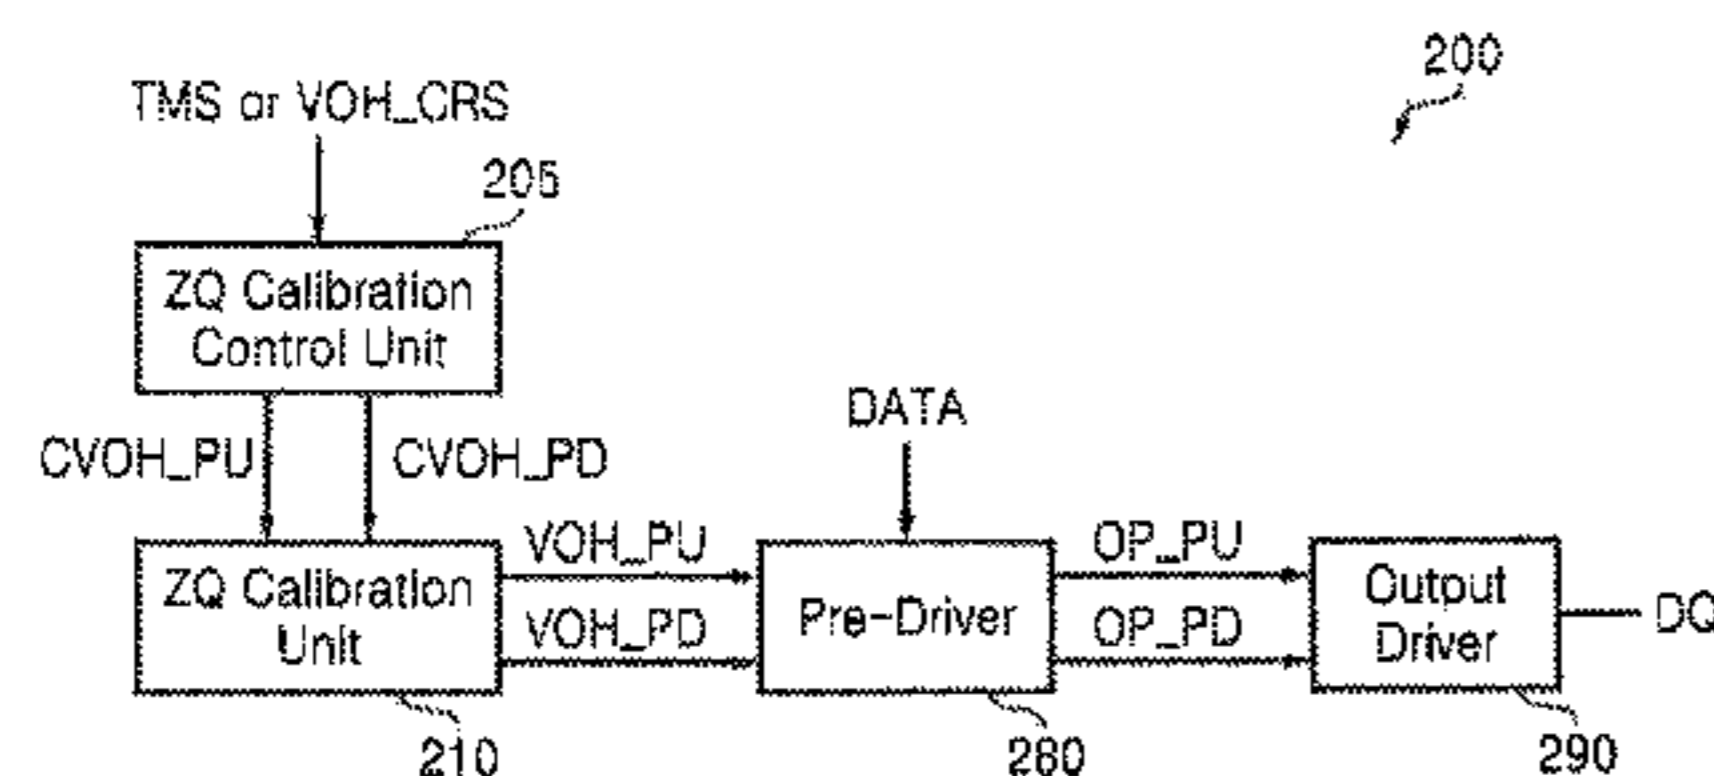 200
TMS or VOH_CRS
205
ZQ Calibration
Control Unit
DATA
CVOH_PU
CVOH_PD
VOH_PU
OP_PU
ZQ Calibration
Unit
VOH_PD
Pre-Driver
OP_PD
Output
Driver
DQ
210
280
290